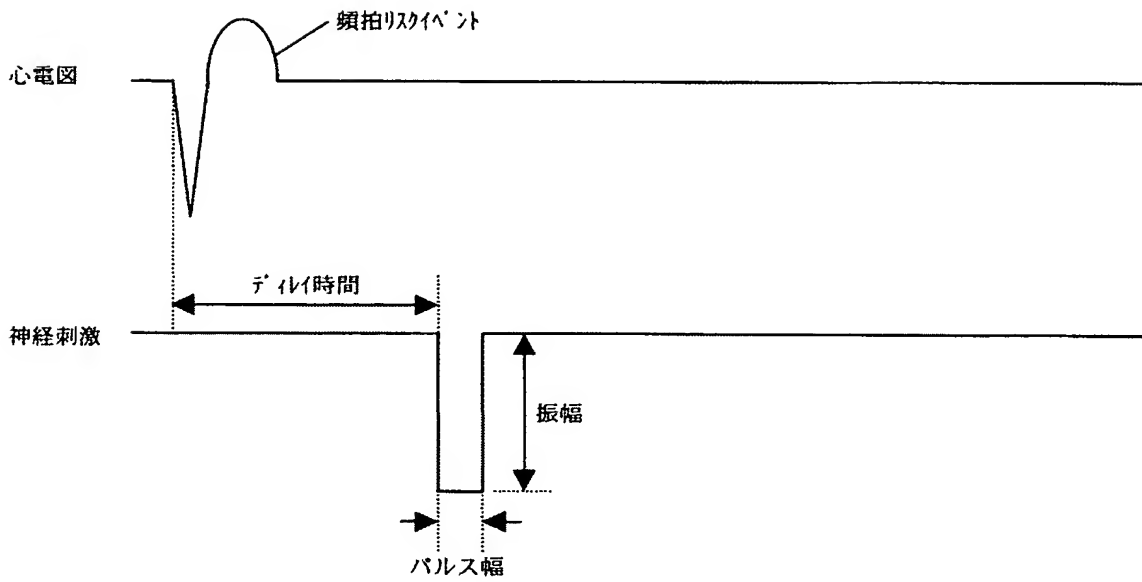 頻拍リスクイベント
心電図
ディレイ時間
神経刺激
振幅
パルス幅